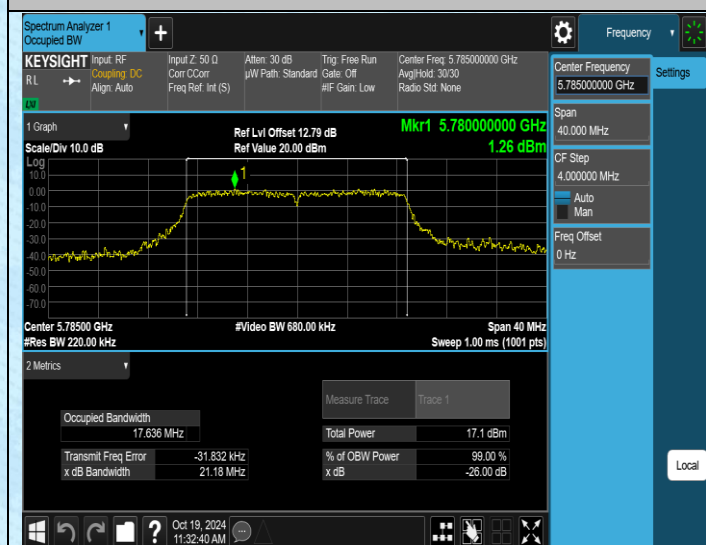 Spectrum Analyzer 1
Occupied BW
Frequency
KEYSIGHT
RL
LXI
Input: RF
Coupling: DC
Align: Auto
Input Z: 50 Ω
Corr CCorr
Freq Ref: Int (S)
Atten: 30 dB
µW Path: Standard
Trig: Free Run
Gate: Off
#IF Gain: Low
Center Freq: 5.785000000 GHz
Avg|Hold: 30/30
Radio Std: None
Center Frequency
5.785000000 GHz
Settings
Span
40.000 MHz
CF Step
4.000000 MHz
Auto
Man
Freq Offset
0 Hz
Local
1 Graph
Scale/Div 10.0 dB
Ref Lvl Offset 12.79 dB
Ref Value 20.00 dBm
Mkr1 5.780000000 GHz
1.26 dBm
Log
10.0
0.00
-10.0
-20.0
-30.0
-40.0
-50.0
-60.0
-70.0
1
Center 5.78500 GHz
#Video BW 680.00 kHz
Span 40 MHz
#Res BW 220.00 kHz
Sweep 1.00 ms (1001 pts)
2 Metrics
Measure Trace
Trace 1
Occupied Bandwidth
17.636 MHz
Total Power
17.1 dBm
Transmit Freq Error
-31.832 kHz
% of OBW Power
99.00 %
x dB Bandwidth
21.18 MHz
x dB
-26.00 dB
Oct 19, 2024
11:32:40 AM